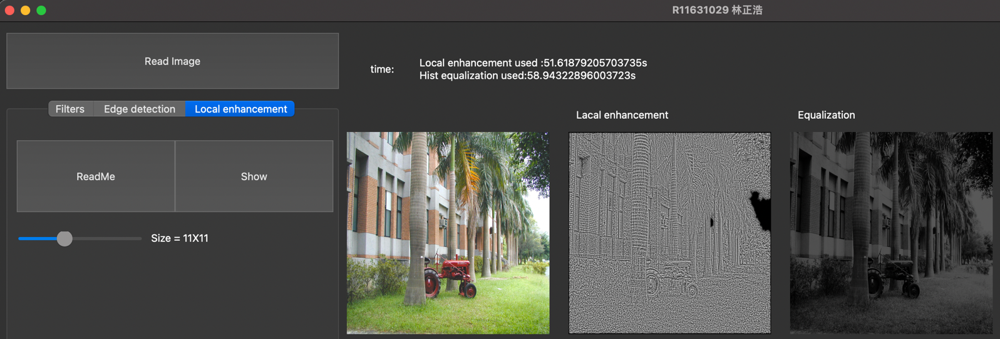 R11631029 林正浩
Read Image
time:
Local enhancement used :51.61879205703735s
Hist equalization used:58.94322896003723s
Filters
Edge detection
Local enhancement
Lacal enhancement
Equalization
ReadMe
Show
Size = 11X11